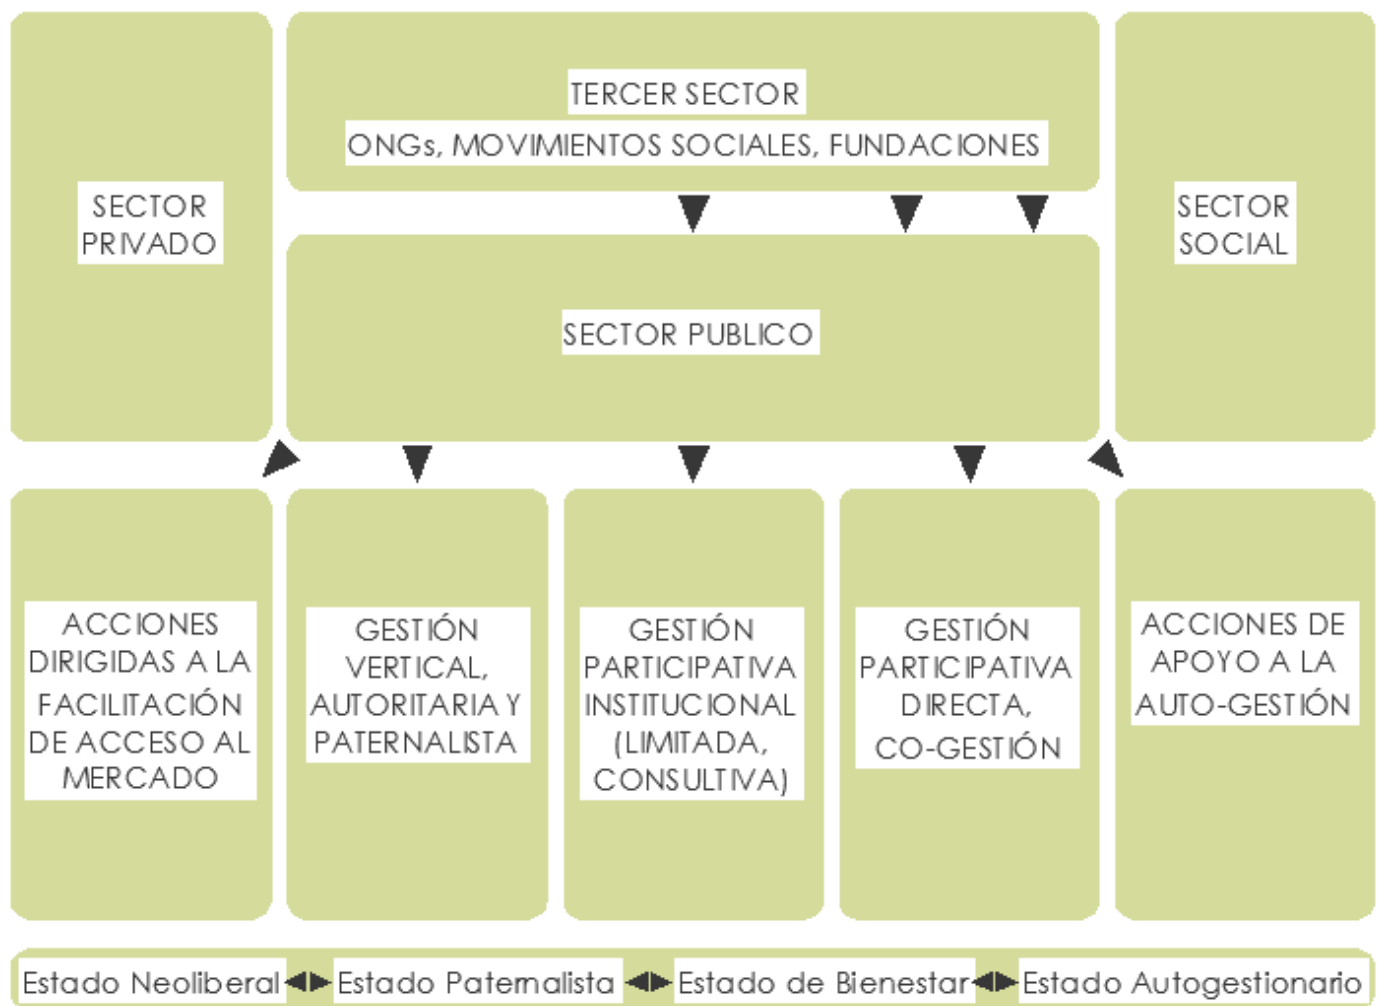 TERCER SECTOR
ONGs, MOVIMIENTOS SOCIALES, FUNDACIONES
SECTOR
PRIVADO
SECTOR
SOCIAL
SECTOR PUBLICO
ACCIONES
DIRIGIDAS A LA
FACILITACIÓN
DE ACCESO AL
MERCADO
GESTIÓN
VERTICAL,
AUTORITARIA Y
PATERNALISTA
GESTIÓN
PARTICIPATIVA
INSTITUCIONAL
(LIMITADA,
CONSULTIVA)
GESTIÓN
PARTICIPATIVA
DIRECTA,
CO-GESTIÓN
ACCIONES DE
APOYO A LA
AUTO-GESTIÓN
Estado Neoliberal Estado Paternalista Estado de Bienestar Estado Autogestionario